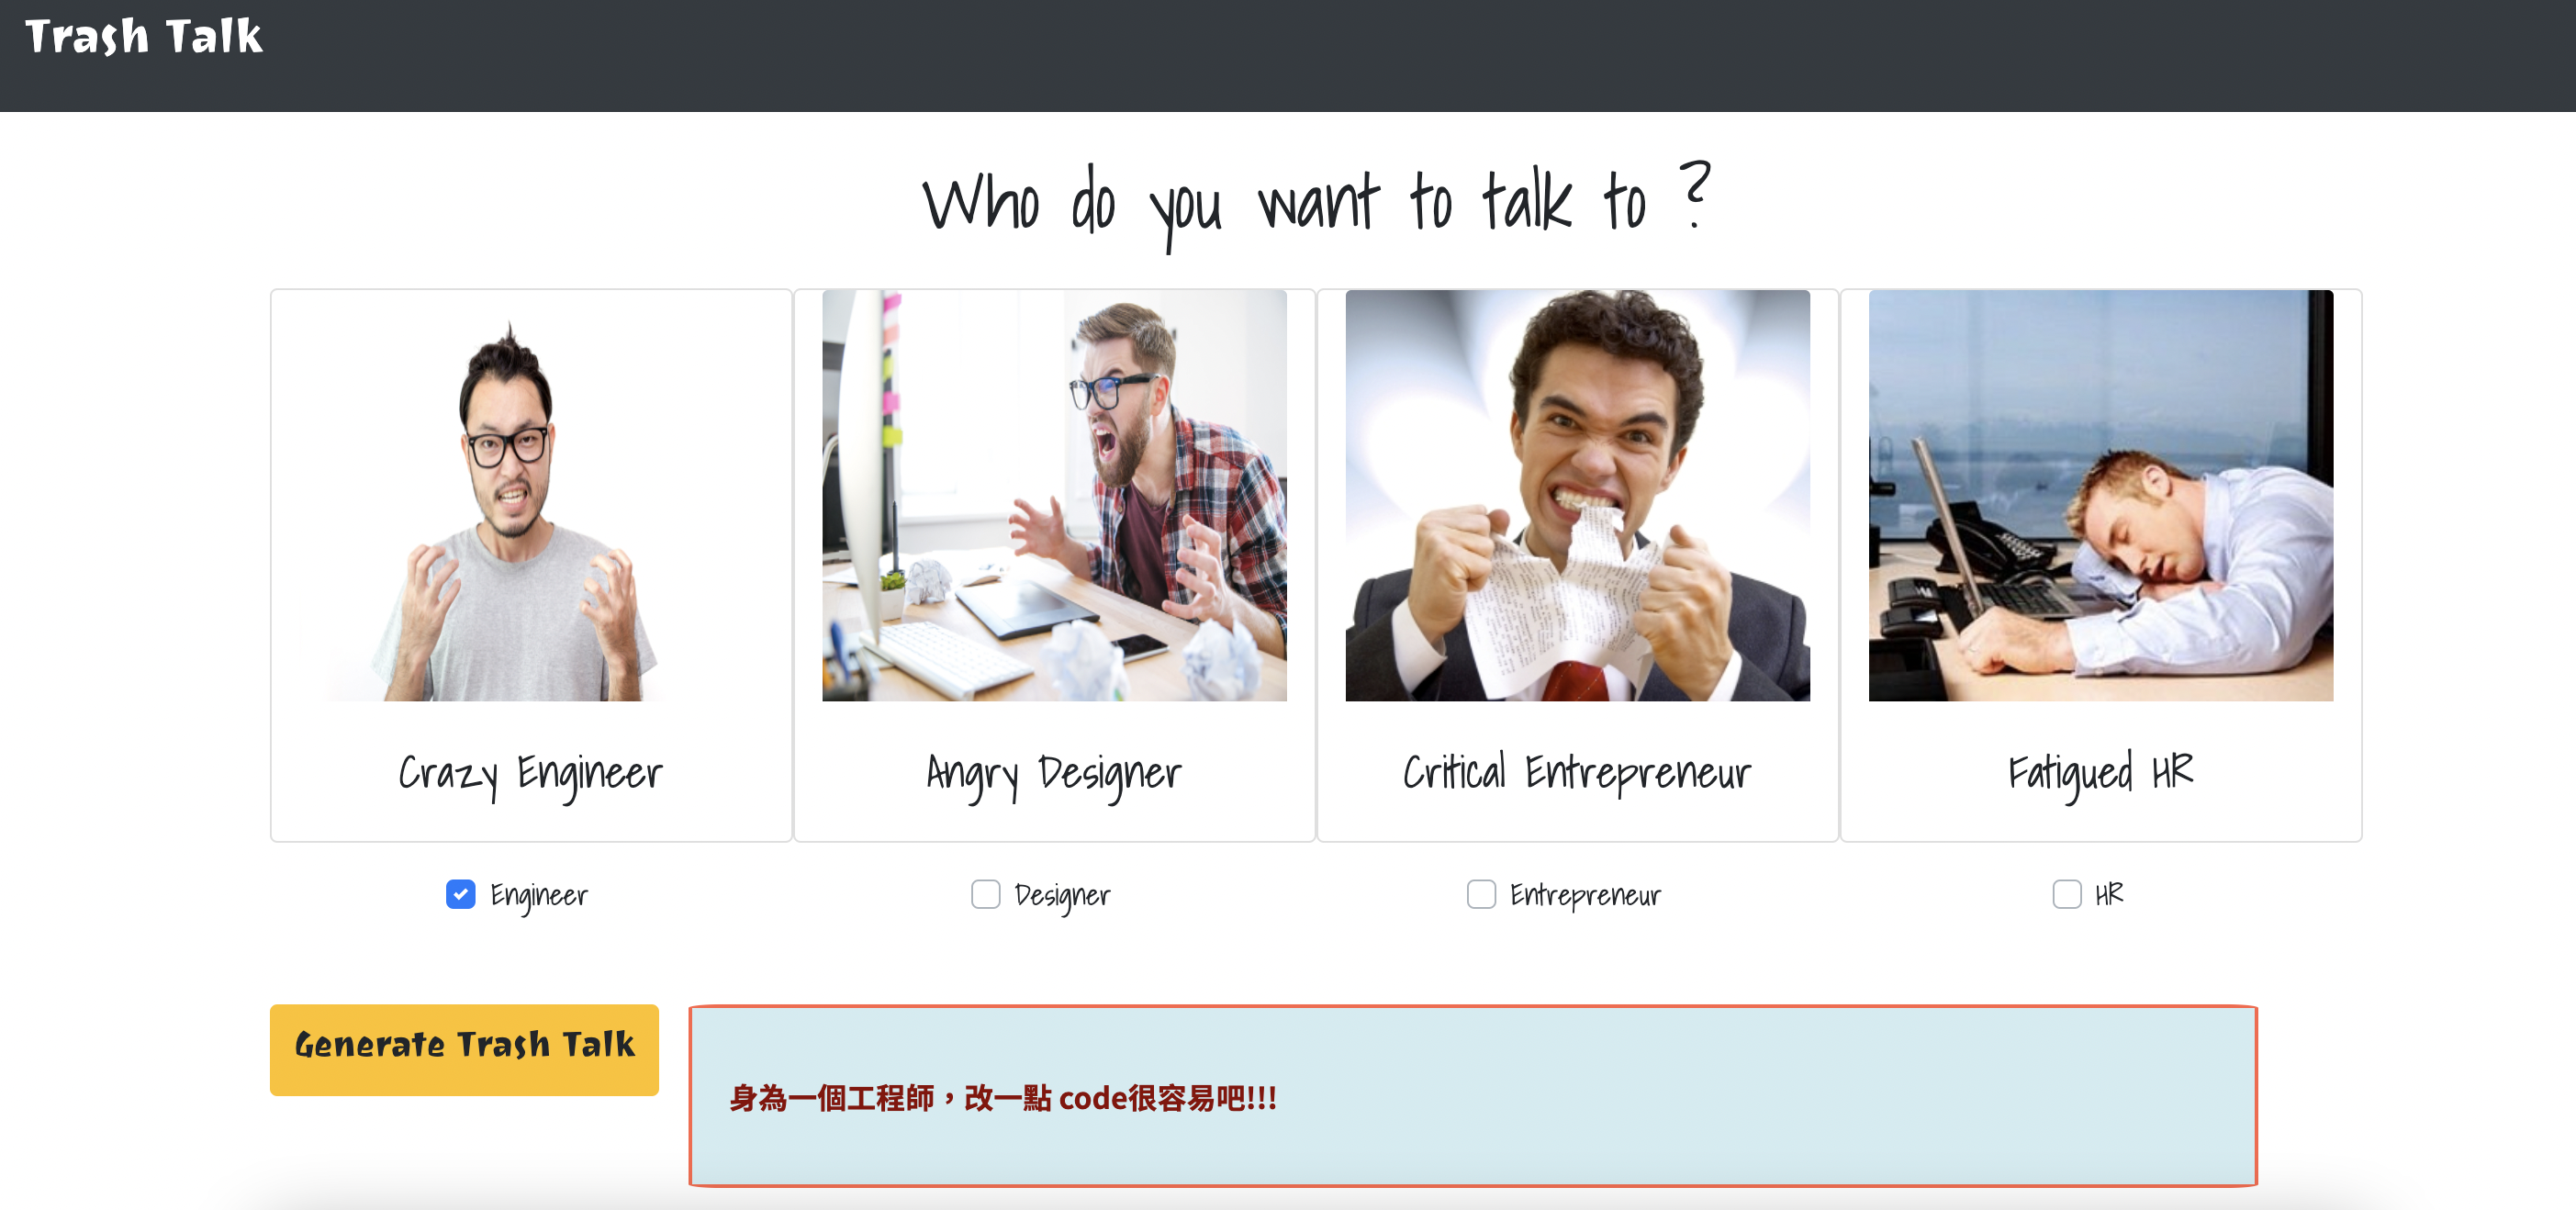 Trash Talk
Who do you want to talk to ?
Crazy Engineer
Angry Designer
Critical Entrepreneur
Fatigued HR
Engineer
Designer
Entrepreneur
HR
Generate Trash Talk
身為一個工程師，改一點 code很容易吧!!!